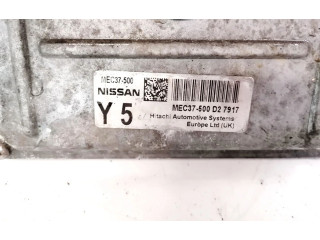 MEC37-500
NISSAN
Y 5
MEC37-500 D2 7917
Hitachi Automotive Systems
Europe Ltd (UK)